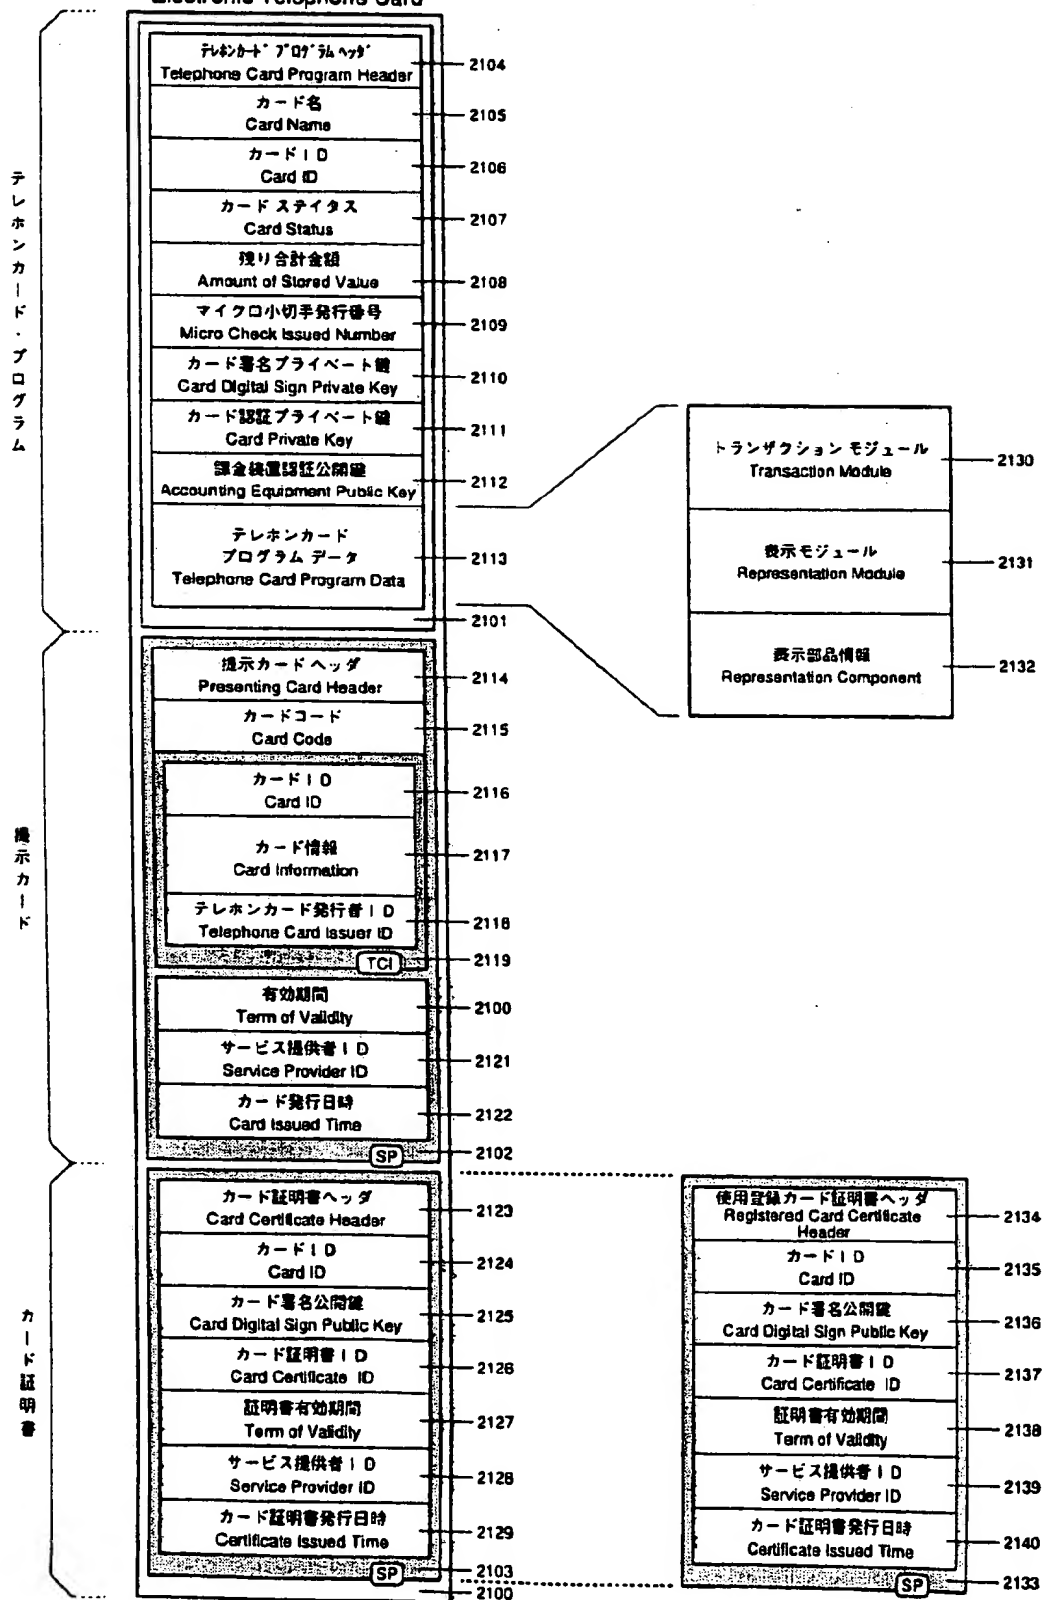 Electronic Telephone Card
テレホンカード・プログラム
テレホンカード プログラム ヘッダ
Telephone Card Program Header
2104
カード名
Card Name
2105
カードID
Card ID
2106
カード ステイタス
Card Status
2107
残り合計金額
Amount of Stored Value
2108
マイクロ小切手発行番号
Micro Check Issued Number
2109
カード署名プライベート鍵
Card Digital Sign Private Key
2110
カード認証プライベート鍵
Card Private Key
2111
課金装置認証公開鍵
Accounting Equipment Public Key
2112
テレホンカード
プログラム データ
Telephone Card Program Data
2113
2101
トランザクション モジュール
Transaction Module
2130
表示モジュール
Representation Module
2131
表示部品情報
Representation Component
2132
提示カード
提示カード ヘッダ
Presenting Card Header
2114
カードコード
Card Code
2115
カードID
Card ID
2116
カード情報
Card Information
2117
テレホンカード発行者ID
Telephone Card Issuer ID
2118
TCI
2119
有効期間
Term of Validity
2100
サービス提供者ID
Service Provider ID
2121
カード発行日時
Card Issued Time
2122
SP
2102
カード証明書
カード証明書ヘッダ
Card Certificate Header
2123
カードID
Card ID
2124
カード署名公開鍵
Card Digital Sign Public Key
2125
カード証明書ID
Card Certificate ID
2126
証明書有効期間
Term of Validity
2127
サービス提供者ID
Service Provider ID
2128
カード証明書発行日時
Certificate Issued Time
2129
SP
2103
2100
使用登録カード証明書ヘッダ
Registered Card Certificate
Header
2134
カードID
Card ID
2135
カード署名公開鍵
Card Digital Sign Public Key
2136
カード証明書ID
Card Certificate ID
2137
証明書有効期間
Term of Validity
2138
サービス提供者ID
Service Provider ID
2139
カード証明書発行日時
Certificate Issued Time
2140
SP
2133